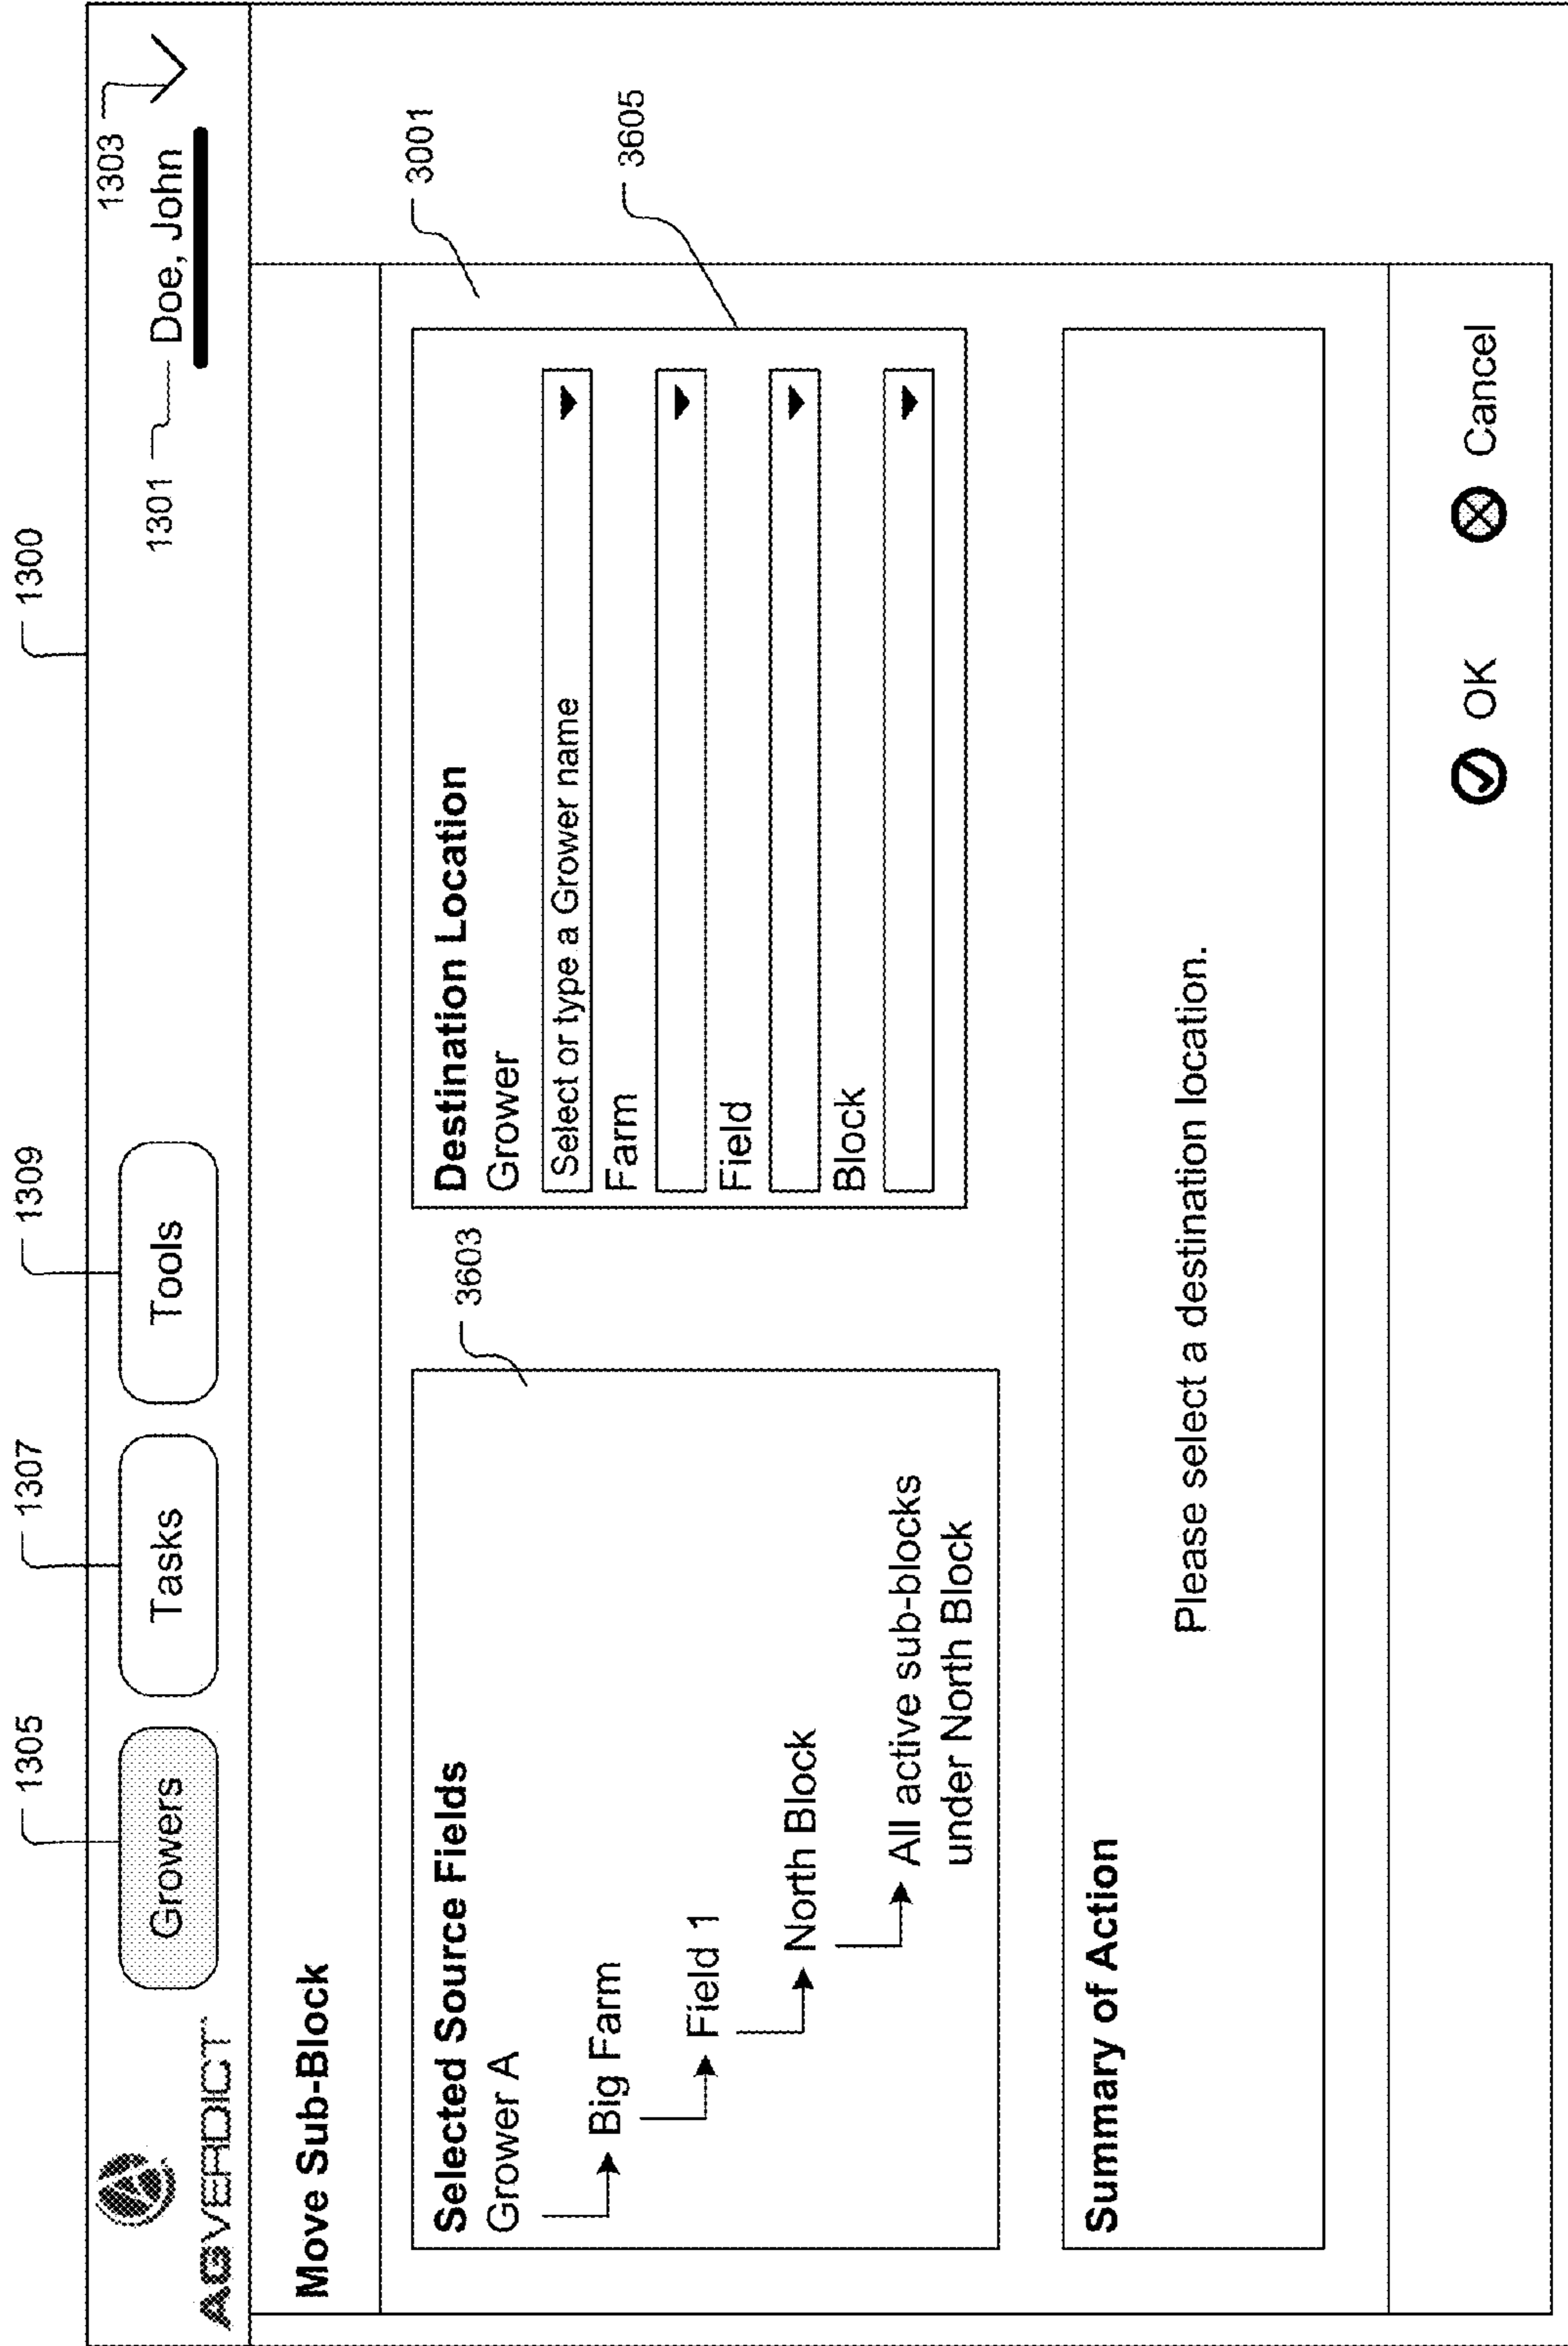 1300
1305
1307
1309
1303
AGVERDICT
Growers
Tasks
Tools
1301
Doe, John
Move Sub-Block
3001
Selected Source Fields
Grower A
Big Farm
Field 1
North Block
All active sub-blocks
under North Block
3603
Destination Location
Grower
Select or type a Grower name
Farm
Field
Block
3605
Summary of Action
Please select a destination location.
OK
Cancel